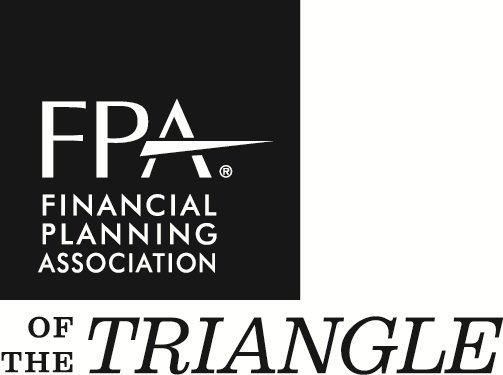 FPA®
FINANCIAL
PLANNING
ASSOCIATION
OF THE TRIANGLE